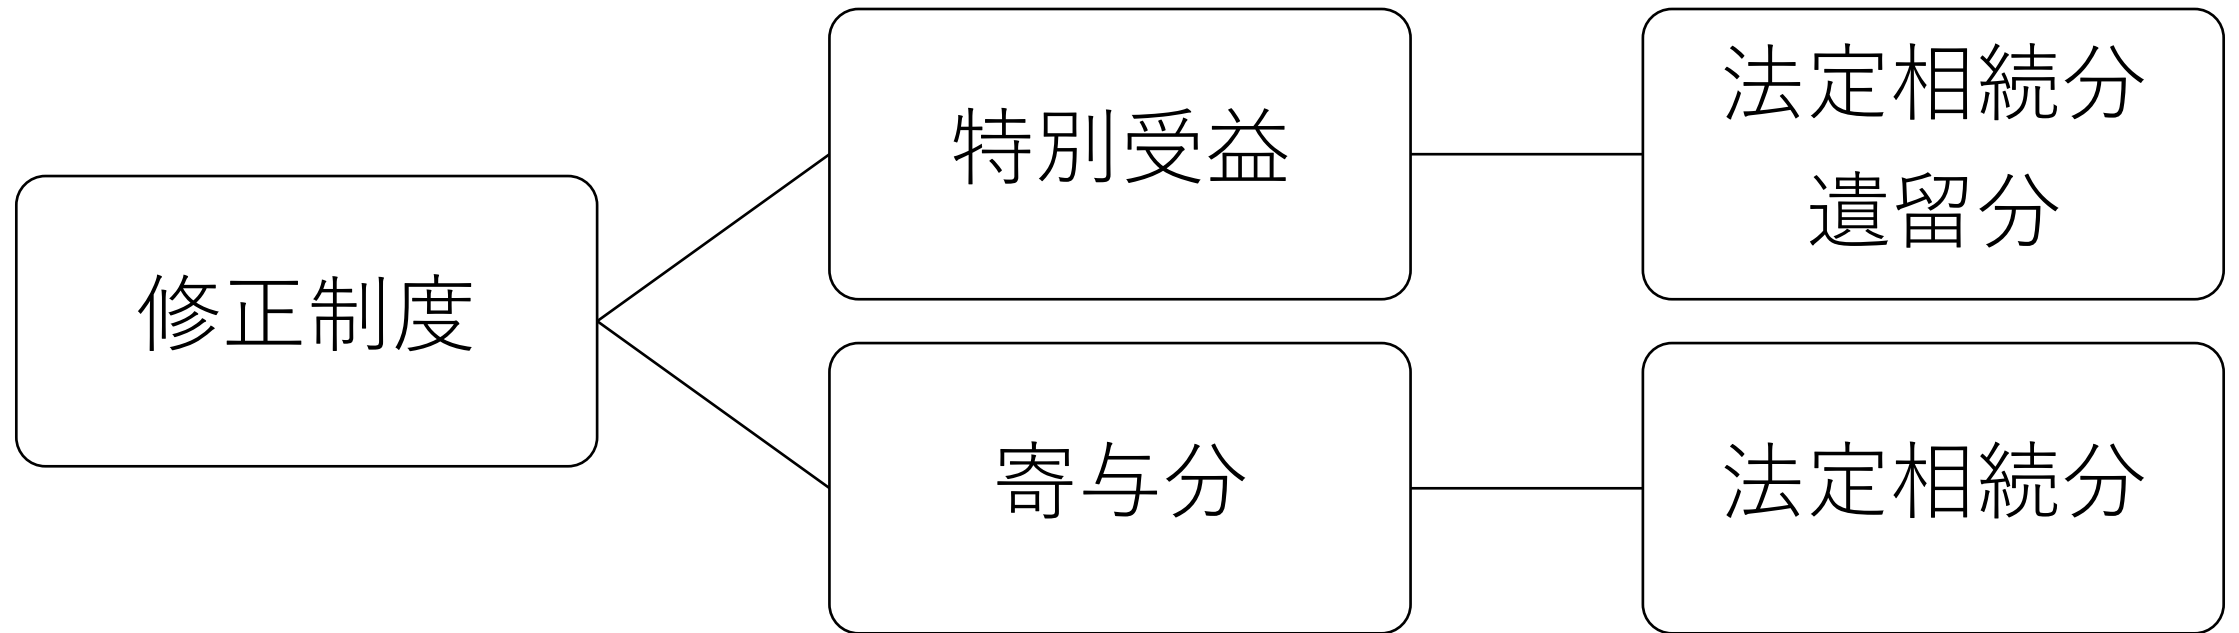 修正制度
特別受益
法定相続分
遺留分
寄与分
法定相続分